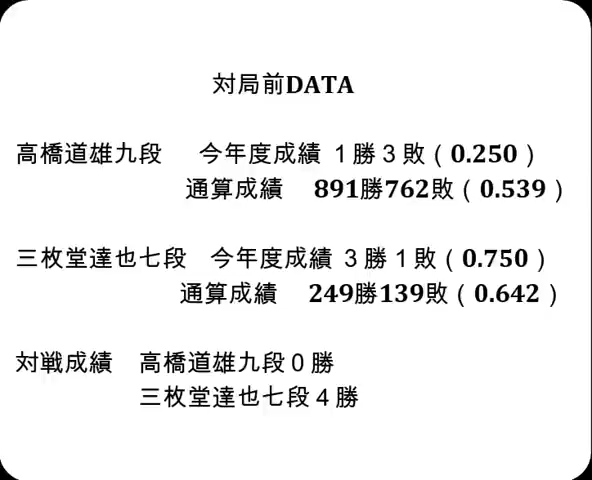 対局前DATA
高橋道雄九段　今年度成績 １勝３敗（0.250）
通算成績　891勝762敗（0.539）
三枚堂達也七段　今年度成績 ３勝１敗（0.750）
通算成績　249勝139敗（0.642）
対戦成績　高橋道雄九段０勝
三枚堂達也七段４勝